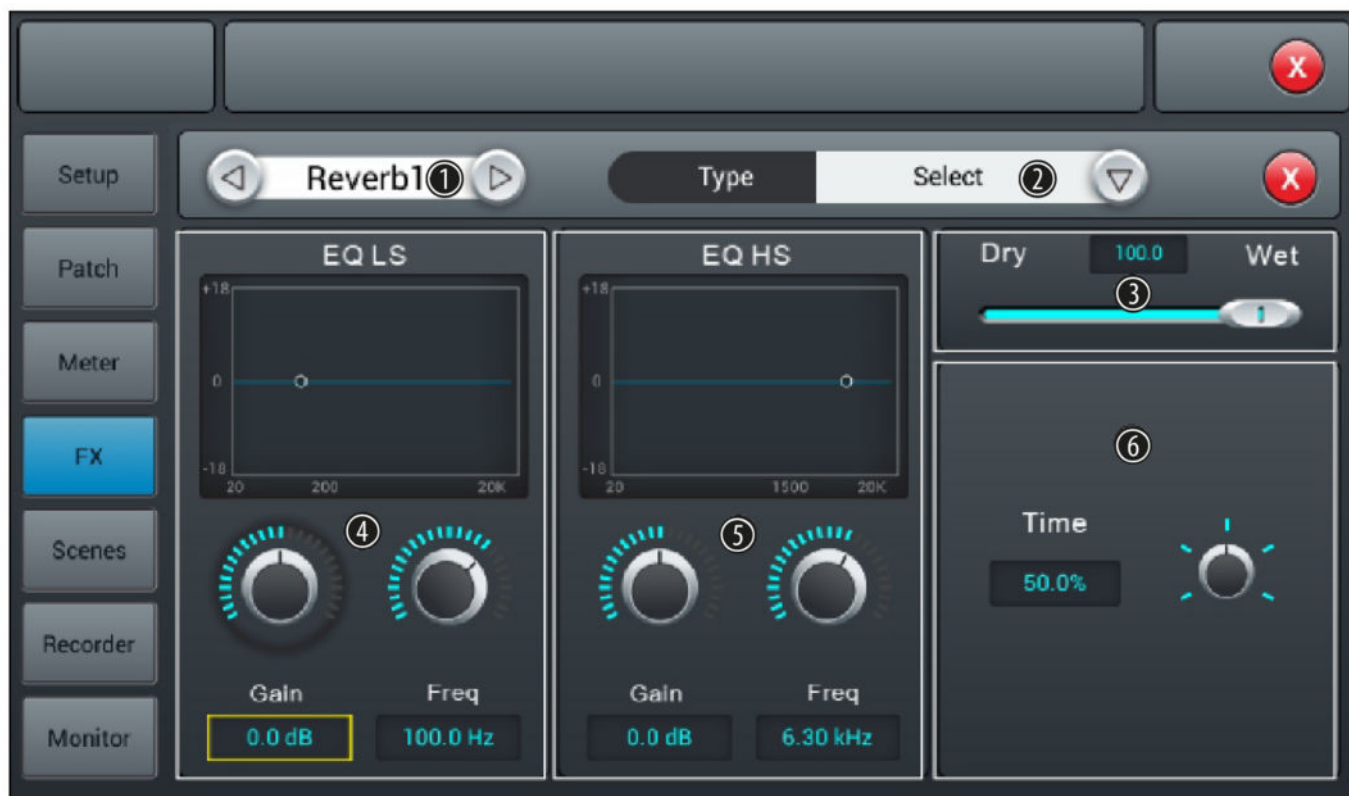 X
Setup
Patch
Meter
FX
Scenes
Recorder
Monitor
Reverb1 ①
Type Select ②
X
EQ LS
+18
0
-18
20 200 20K
④
Gain Freq
0.0 dB 100.0 Hz
EQ HS
+18
0
-18
20 1500 20K
⑤
Gain Freq
0.0 dB 6.30 kHz
Dry 100.0 Wet
③
⑥
Time
50.0%